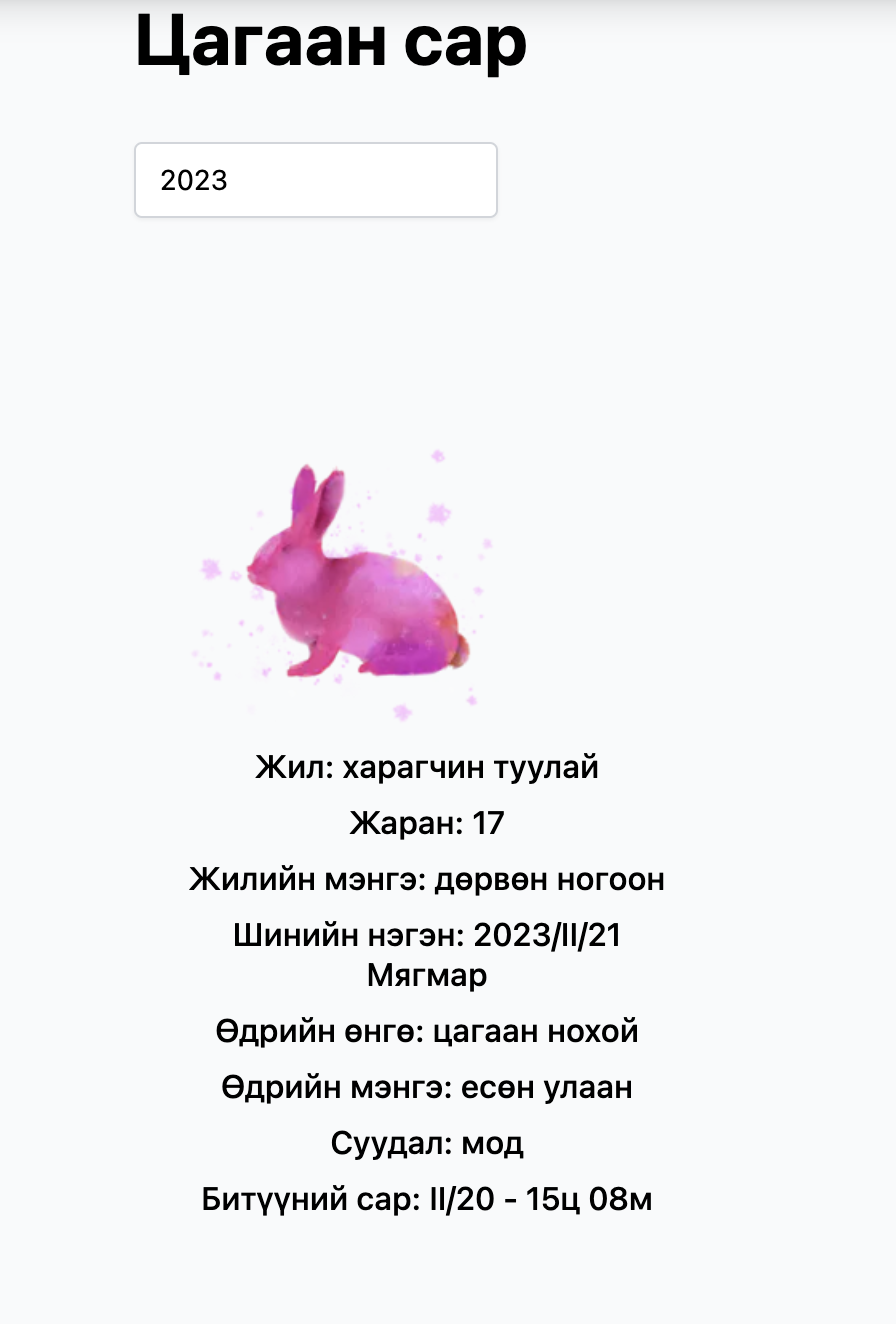 Цагаан сар
2023
Жил: харагчин туулай
Жаран: 17
Жилийн мэнгэ: дөрвөн ногоон
Шинийн нэгэн: 2023/II/21
Мягмар
Өдрийн өнгө: цагаан нохой
Өдрийн мэнгэ: есөн улаан
Суудал: мод
Битүүний сар: II/20 - 15ц 08м